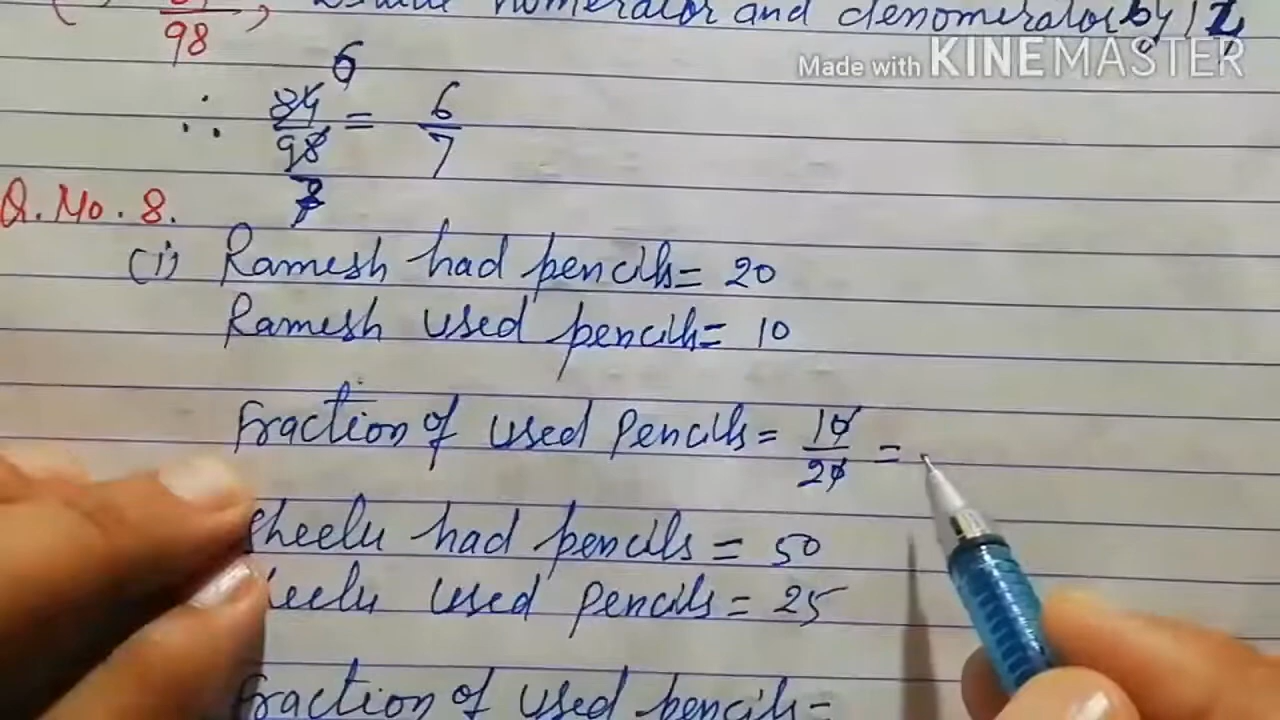 98, numerator and denomerator by 12
Made with KINEMASTER
6
∴ 84/98 = 6/7
7
Q.No.8.
(i) Ramesh had pencils = 20
Ramesh used pencils = 10
Fraction of used Pencils = 10/20 =
Sheelu had pencils = 50
eelu used pencils = 25
Fraction of used pencils =